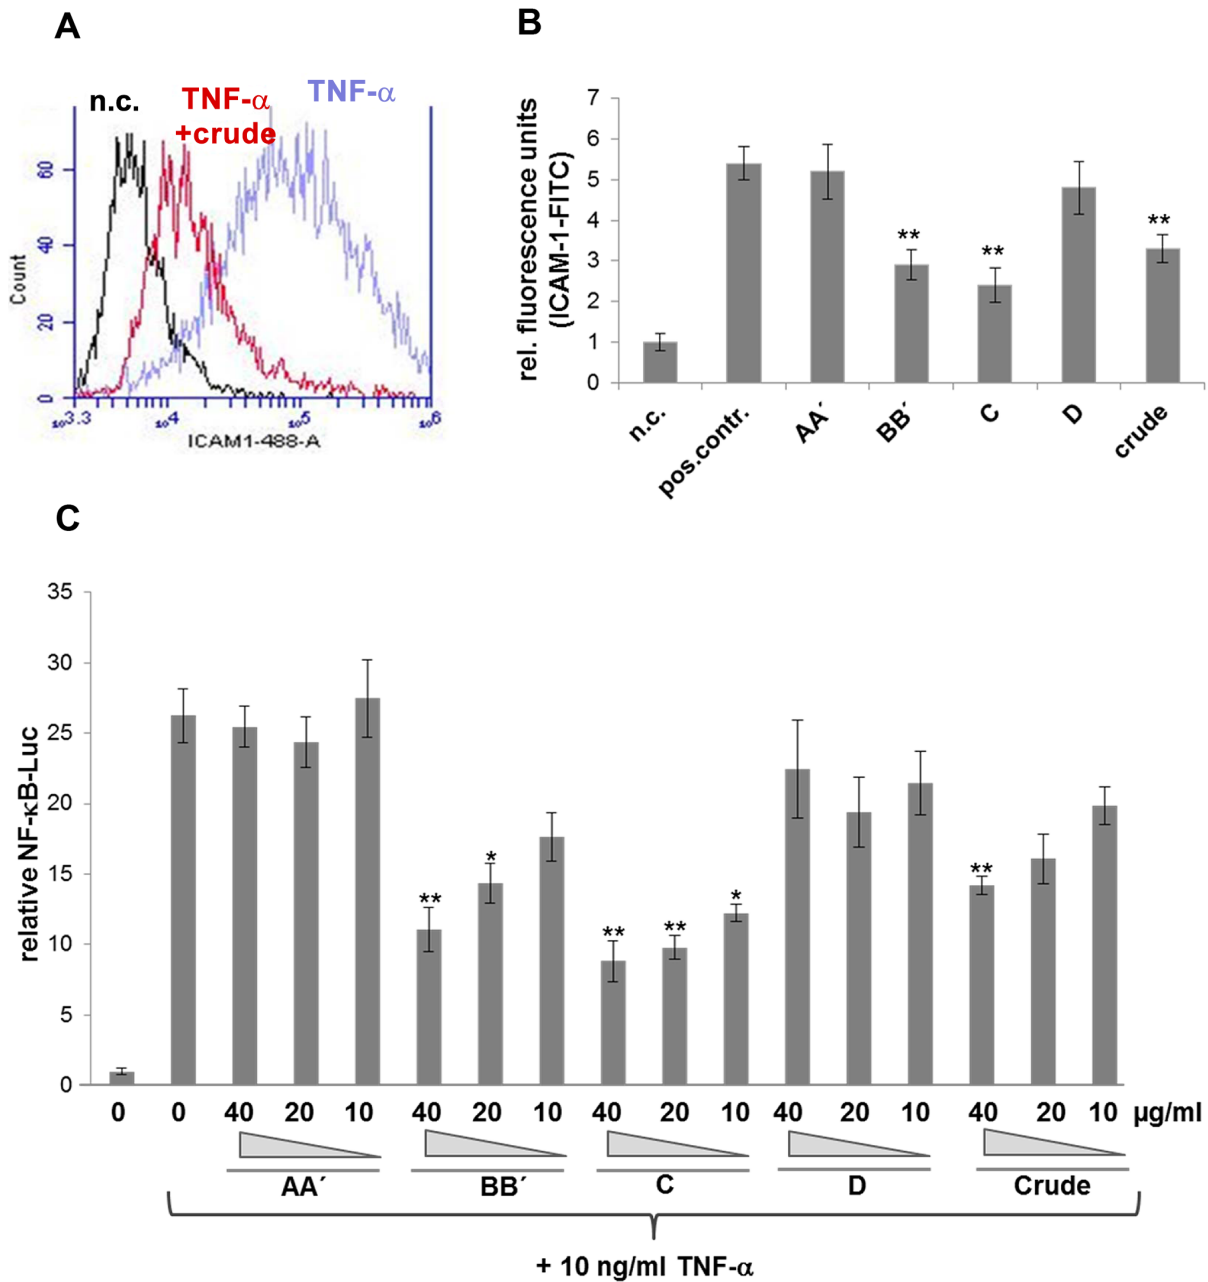 A
n.c.
TNF-α
+crude
TNF-α
Count
60
40
20
0
10^3.3
10^4
10^5
10^6
ICAM1-488-A
B
rel. fluorescence units
(ICAM-1-FITC)
7
6
5
4
3
2
1
0
**
**
**
n.c.
pos.contr.
AA´
BB´
C
D
crude
C
relative NF-κB-Luc
35
30
25
20
15
10
5
0
**
*
**
**
*
**
0 0 40 20 10 40 20 10 40 20 10 40 20 10 40 20 10 µg/ml
AA´ BB´ C D Crude
+ 10 ng/ml TNF-α